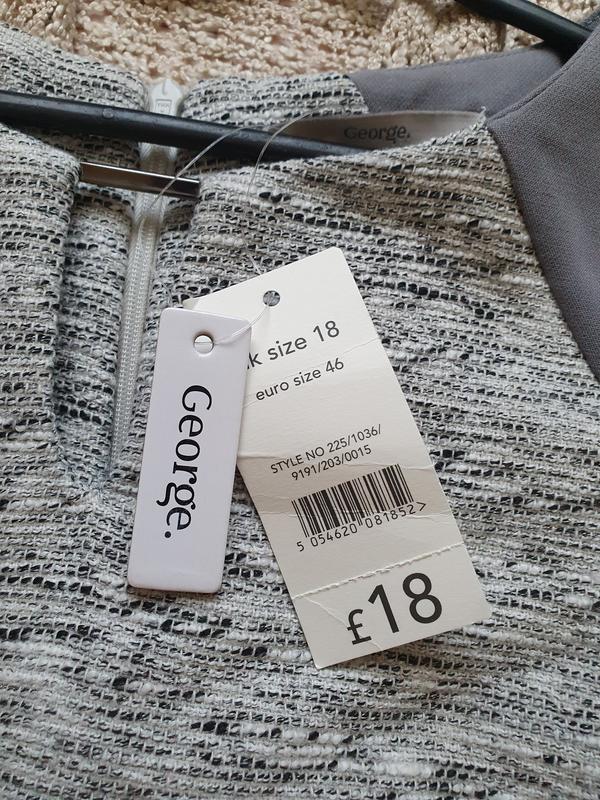 George.
George.
k size 18
euro size 46
STYLE NO 225/1036/
9191/203/0015
5 054620 081852>
£18